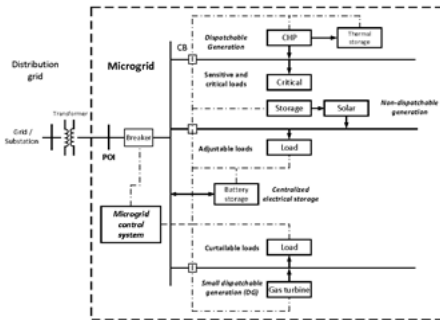 Dispatchable
Generation
CHP
Thermal
storage
CB
Distribution
grid
Microgrid
Sensitive and
critical loads
Critical
Storage
Solar
Non-dispatchable
generation
Transformer
Grid /
Substation
POI
Breaker
Adjustable loads
Load
Battery
storage
Centralized
electrical storage
Microgrid
control
system
Curtailable loads
Load
Small dispatchable
generation (DG)
Gas turbine